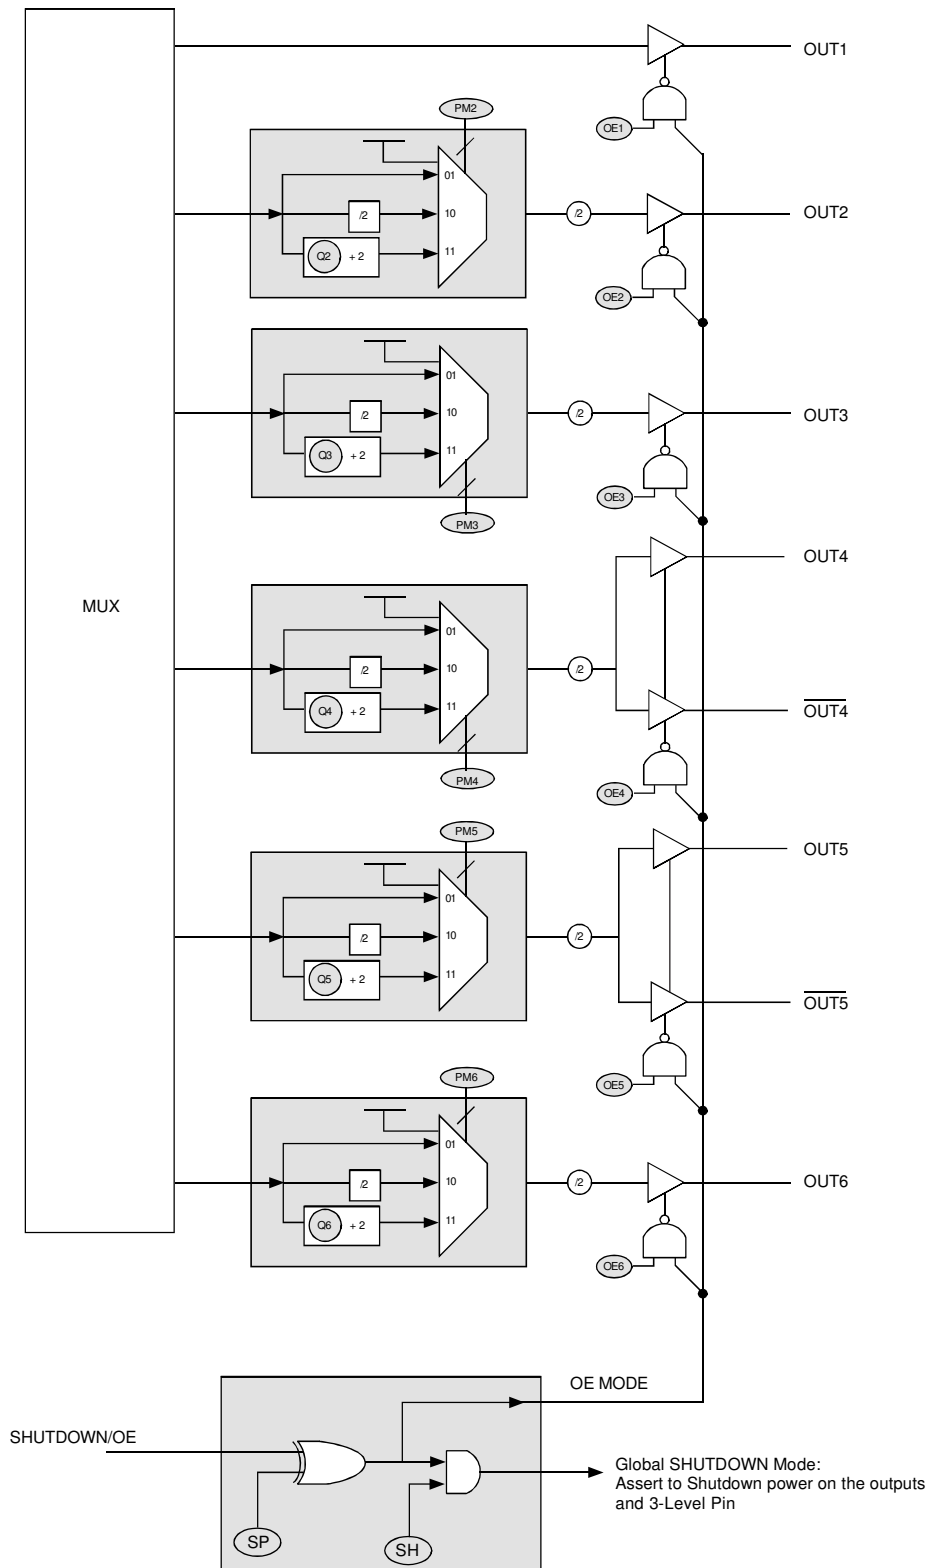 OUT1
OE1
PM2
01
/2
10
Q2 + 2
11
/2
OUT2
OE2
01
/2
10
Q3 + 2
11
PM3
/2
OUT3
OE3
MUX
01
/2
10
Q4 + 2
11
PM4
/2
OUT4
OUT4
OE4
PM5
01
/2
10
Q5 + 2
11
/2
OUT5
OUT5
OE5
PM6
01
/2
10
Q6 + 2
11
/2
OUT6
OE6
OE MODE
SHUTDOWN/OE
SP
SH
Global SHUTDOWN Mode:
Assert to Shutdown power on the outputs
and 3-Level Pin